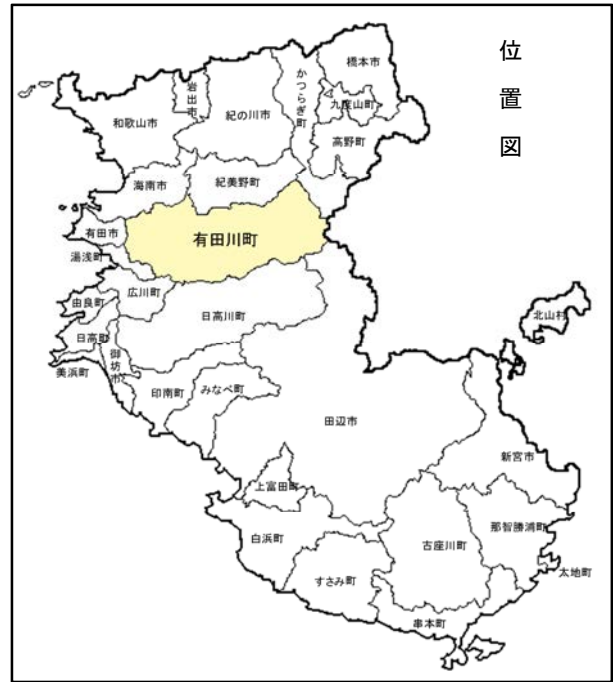 位置図
橋本市
かつらぎ町
岩出市
九度山町
和歌山市
紀の川市
高野町
海南市
紀美野町
有田市
有田川町
湯浅町
広川町
由良町
日高川町
北山村
日高町
御坊市
美浜町
印南町
みなべ町
田辺市
新宮市
上富田町
那智勝浦町
白浜町
古座川町
太地町
すさみ町
串本町